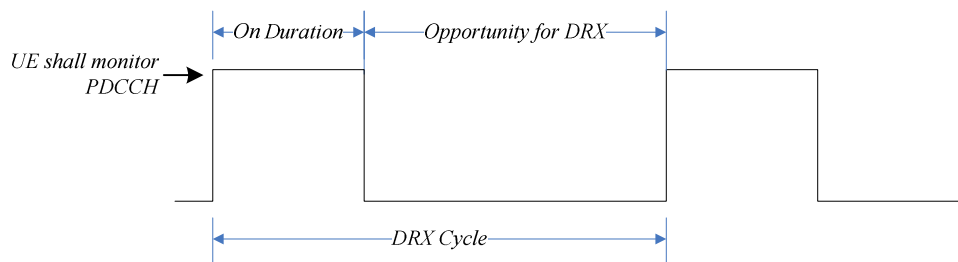 On Duration
Opportunity for DRX
UE shall monitor
PDCCH
DRX Cycle